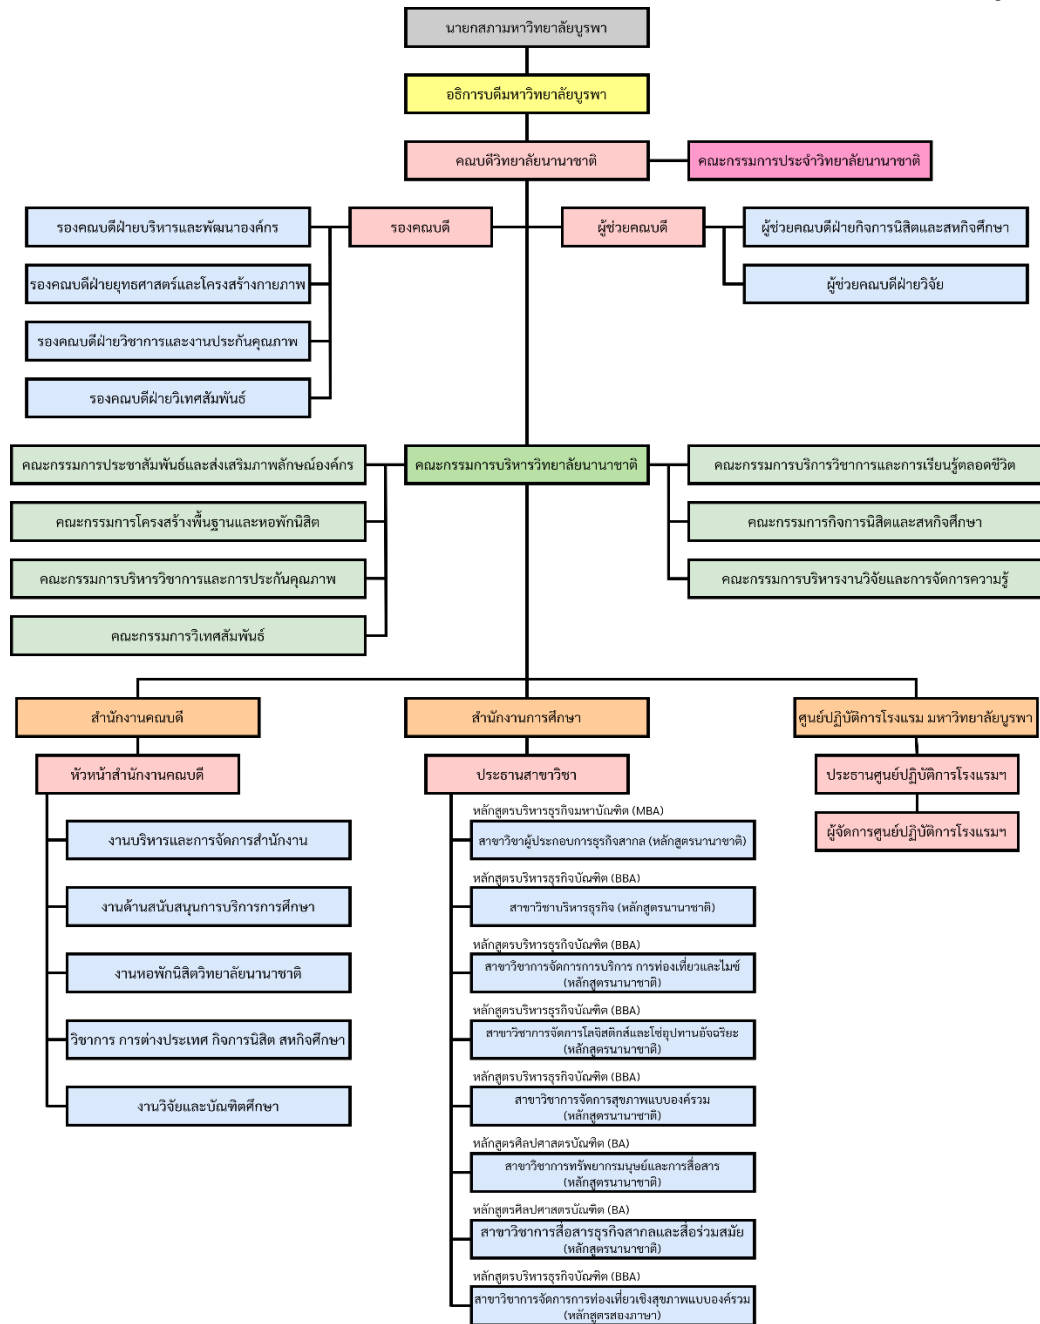 นายกสภามหาวิทยาลัยบูรพา
อธิการบดีมหาวิทยาลัยบูรพา
คณบดีวิทยาลัยนานาชาติ
คณะกรรมการประจำวิทยาลัยนานาชาติ
รองคณบดี
ผู้ช่วยคณบดี
รองคณบดีฝ่ายบริหารและพัฒนาองค์กร
รองคณบดีฝ่ายยุทธศาสตร์และโครงสร้างกายภาพ
รองคณบดีฝ่ายวิชาการและงานประกันคุณภาพ
รองคณบดีฝ่ายวิเทศสัมพันธ์
ผู้ช่วยคณบดีฝ่ายกิจการนิสิตและสหกิจศึกษา
ผู้ช่วยคณบดีฝ่ายวิจัย
คณะกรรมการบริหารวิทยาลัยนานาชาติ
คณะกรรมการประชาสัมพันธ์และส่งเสริมภาพลักษณ์องค์กร
คณะกรรมการโครงสร้างพื้นฐานและหอพักนิสิต
คณะกรรมการบริหารวิชาการและการประกันคุณภาพ
คณะกรรมการวิเทศสัมพันธ์
คณะกรรมการบริการวิชาการและการเรียนรู้ตลอดชีวิต
คณะกรรมการกิจการนิสิตและสหกิจศึกษา
คณะกรรมการบริหารงานวิจัยและการจัดการความรู้
สำนักงานคณบดี
หัวหน้าสำนักงานคณบดี
งานบริหารและการจัดการสำนักงาน
งานด้านสนับสนุนการบริการการศึกษา
งานหอพักนิสิตวิทยาลัยนานาชาติ
วิชาการ การต่างประเทศ กิจการนิสิต สหกิจศึกษา
งานวิจัยและบัณฑิตศึกษา
สำนักงานการศึกษา
ประธานสาขาวิชา
หลักสูตรบริหารธุรกิจมหาบัณฑิต (MBA)
สาขาวิชาผู้ประกอบการธุรกิจสากล (หลักสูตรนานาชาติ)
หลักสูตรบริหารธุรกิจบัณฑิต (BBA)
สาขาวิชาบริหารธุรกิจ (หลักสูตรนานาชาติ)
หลักสูตรบริหารธุรกิจบัณฑิต (BBA)
สาขาวิชาการจัดการการบริการ การท่องเที่ยวและไมซ์
(หลักสูตรนานาชาติ)
หลักสูตรบริหารธุรกิจบัณฑิต (BBA)
สาขาวิชาการจัดการโลจิสติกส์และโซ่อุปทานอัจฉริยะ
(หลักสูตรนานาชาติ)
หลักสูตรบริหารธุรกิจบัณฑิต (BBA)
สาขาวิชาการจัดการสุขภาพแบบองค์รวม
(หลักสูตรนานาชาติ)
หลักสูตรศิลปศาสตรบัณฑิต (BA)
สาขาวิชาการทรัพยากรมนุษย์และการสื่อสาร
(หลักสูตรนานาชาติ)
หลักสูตรศิลปศาสตรบัณฑิต (BA)
สาขาวิชาการสื่อสารธุรกิจสากลและสื่อร่วมสมัย
(หลักสูตรนานาชาติ)
หลักสูตรบริหารธุรกิจบัณฑิต (BBA)
สาขาวิชาการจัดการการท่องเที่ยวเชิงสุขภาพแบบองค์รวม
(หลักสูตรสองภาษา)
ศูนย์ปฏิบัติการโรงแรม มหาวิทยาลัยบูรพา
ประธานศูนย์ปฏิบัติการโรงแรมฯ
ผู้จัดการศูนย์ปฏิบัติการโรงแรมฯ